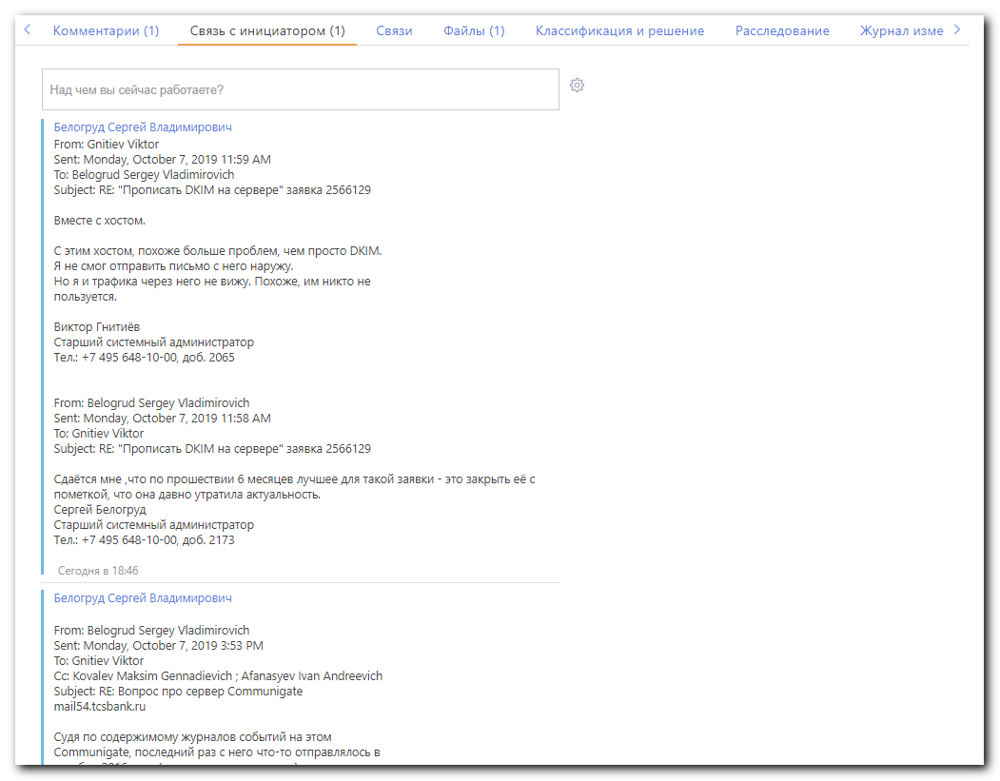 Комментарии (1) Связь с инициатором (1) Связи Файлы (1) Классификация и решение Расследование Журнал изме
Над чем вы сейчас работаете?
Белогруд Сергей Владимирович
From: Gnitiev Viktor
Sent: Monday, October 7, 2019 11:59 AM
To: Belogrud Sergey Vladimirovich
Subject: RE: "Прописать DKIM на сервере" заявка 2566129
Вместе с хостом.
С этим хостом, похоже больше проблем, чем просто DKIM.
Я не смог отправить письмо с него наружу.
Но я и трафика через него не вижу. Похоже, им никто не
пользуется.
Виктор Гнитиёв
Старший системный администратор
Тел.: +7 495 648-10-00, доб. 2065
From: Belogrud Sergey Vladimirovich
Sent: Monday, October 7, 2019 11:58 AM
To: Gnitiev Viktor
Subject: RE: "Прописать DKIM на сервере" заявка 2566129
Сдаётся мне ,что по прошествии 6 месяцев лучшее для такой заявки - это закрыть её с
пометкой, что она давно утратила актуальность.
Сергей Белогруд
Старший системный администратор
Тел.: +7 495 648-10-00, доб. 2173
Сегодня в 18:46
Белогруд Сергей Владимирович
From: Belogrud Sergey Vladimirovich
Sent: Monday, October 7, 2019 3:53 PM
To: Gnitiev Viktor
Cc: Kovalev Maksim Gennadievich ; Afanasyev Ivan Andreevich
Subject: RE: Вопрос про сервер Communigate
mail54.tcsbank.ru
Судя по содержимому журналов событий на этом
Communigate, последний раз с него что-то отправлялось в